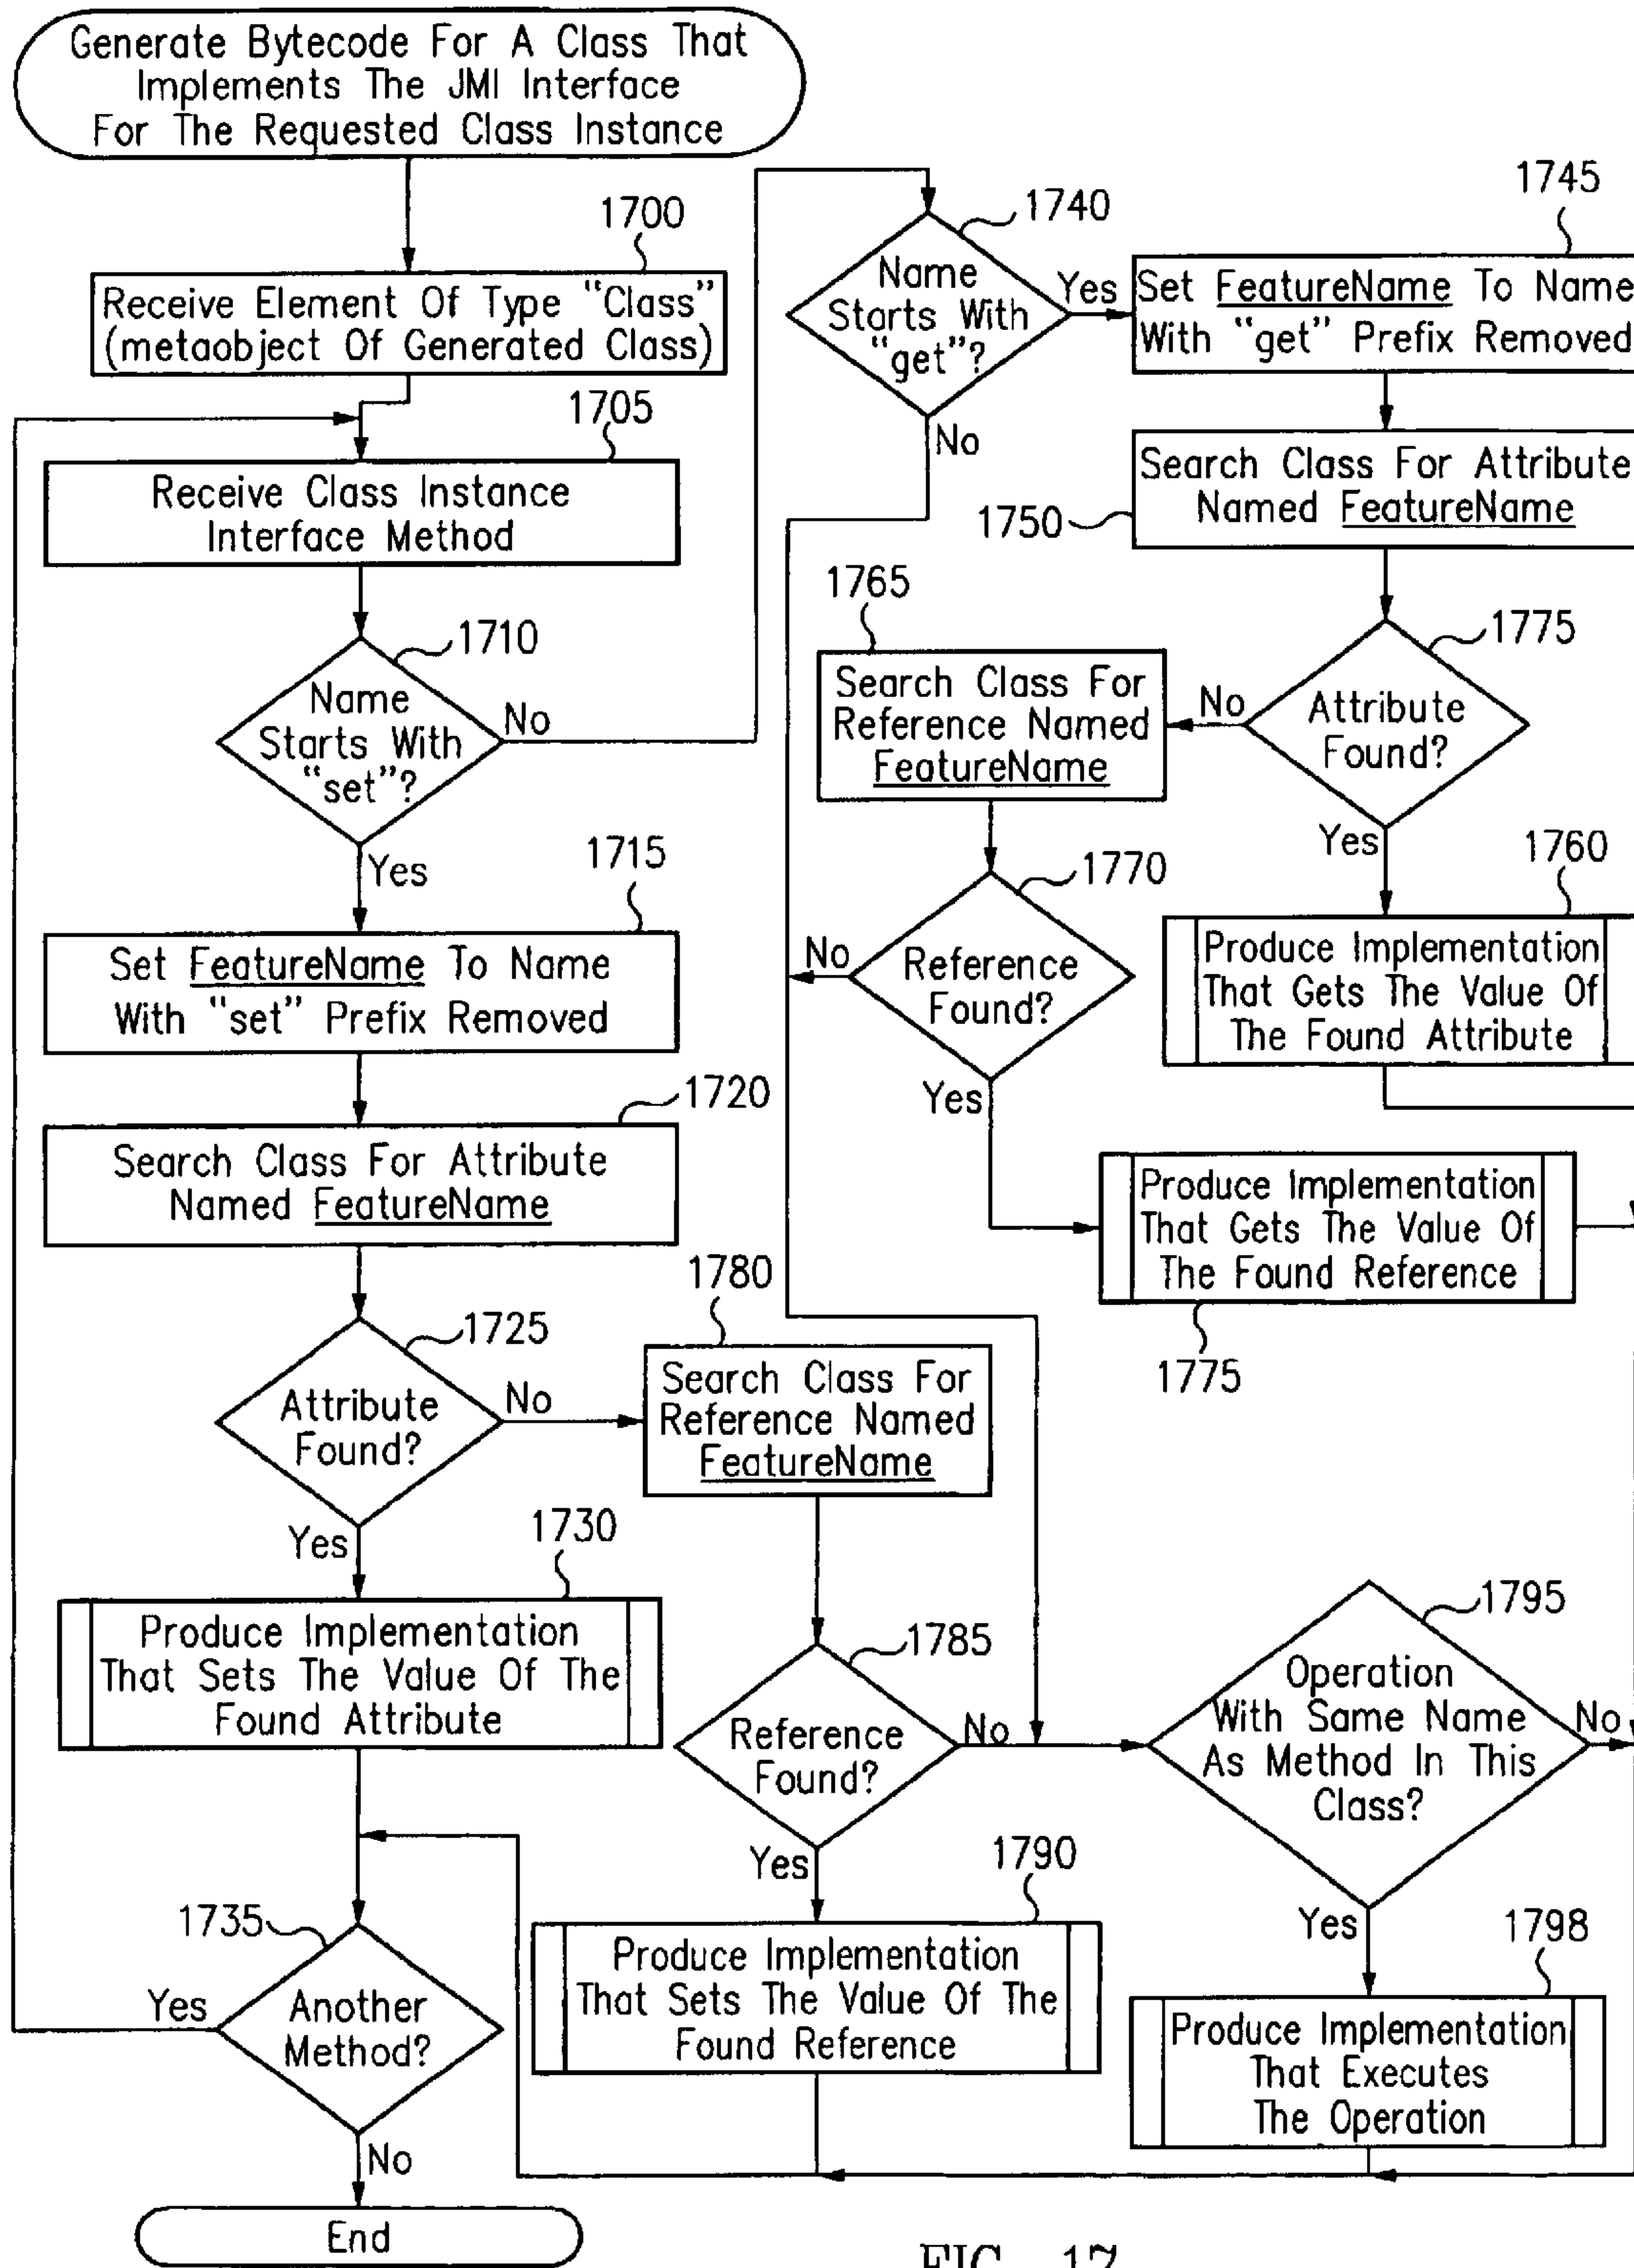 Generate Bytecode For A Class That
Implements The JMI Interface
For The Requested Class Instance
1700
Receive Element Of Type "Class"
(metaobject Of Generated Class)
1705
Receive Class Instance
Interface Method
1710
Name
Starts With
"set"?
No
Yes
1715
Set FeatureName To Name
With "set" Prefix Removed
1720
Search Class For Attribute
Named FeatureName
1725
Attribute
Found?
No
Yes
1730
Produce Implementation
That Sets The Value Of The
Found Attribute
1735
Another
Method?
Yes
No
End
1740
Name
Starts With
"get"?
Yes
No
1745
Set FeatureName To Name
With "get" Prefix Removed
1750
Search Class For Attribute
Named FeatureName
1775
Attribute
Found?
No
Yes
1760
Produce Implementation
That Gets The Value Of
The Found Attribute
1765
Search Class For
Reference Named
FeatureName
1770
Reference
Found?
No
Yes
Produce Implementation
That Gets The Value Of
The Found Reference
1775
1780
Search Class For
Reference Named
FeatureName
1785
Reference
Found?
No
Yes
1790
Produce Implementation
That Sets The Value Of The
Found Reference
1795
Operation
With Same Name
As Method In This
Class?
No
Yes
1798
Produce Implementation
That Executes
The Operation
FIG. 17